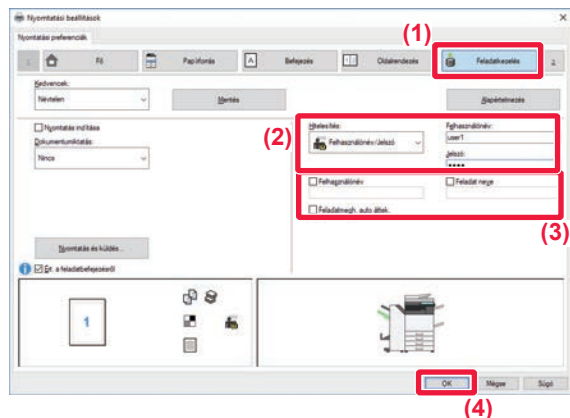 Nyomtatási beállítások
Nyomtatási preferenciák
(1)
Fő
Papírforrás
Befejezés
Oldalrendezés
Feladatkezelés
Kedvencek:
Névtelen
Mentés
Alapértelmezés
Nyomtatás indítása
Dokumentumiktatás:
Nincs
(2)
Hitelesítés:
Felhasználónév/Jelszó
Felhasználónév:
user1
Jelszó:
••••
Felhasználónév
Feladat neve
Feladatmegh. auto áttek.
(3)
Nyomtatás és küldés...
Ért. a feladatbefejezésről
1
OK
Mégse
Súgó
(4)